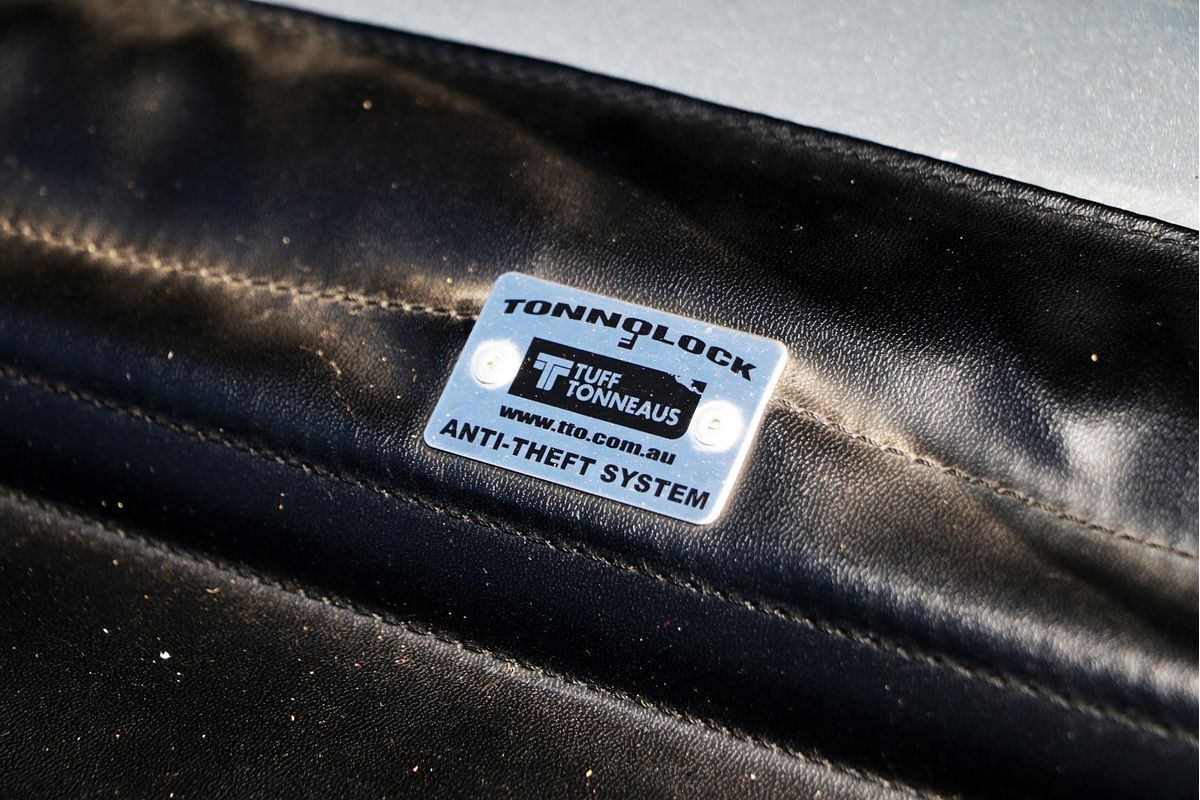 TONNOLOCK
TUFF
TONNEAUS
www.tto.com.au
ANTI-THEFT SYSTEM